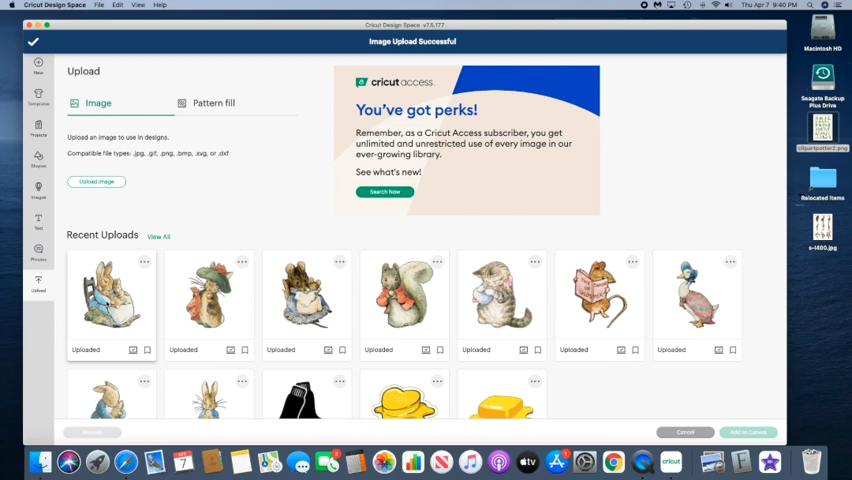 Cricut Design Space File Edit View Help
Thu Apr 7 9:40 PM
Cricut Design Space v7.5.177
Image Upload Successful
New
Templates
Projects
Shapes
Images
Text
Phrases
Upload
Upload
Image
Pattern fill
Upload an image to use in designs.
Compatible file types: .jpg, .gif, .png, .bmp, .svg, or .dxf
Upload Image
cricut access.
You've got perks!
Remember, as a Cricut Access subscriber, you get
unlimited and unrestricted use of every image in our
ever-growing library.
See what's new!
Search Now
Recent Uploads View All
Uploaded
Uploaded
Uploaded
Uploaded
Uploaded
Uploaded
Uploaded
Cancel
Add to Canvas
Macintosh HD
Seagate Backup
Plus Drive
clipartpotter2.png
Relocated Items
s-l400.jpg
APR
7
cricut